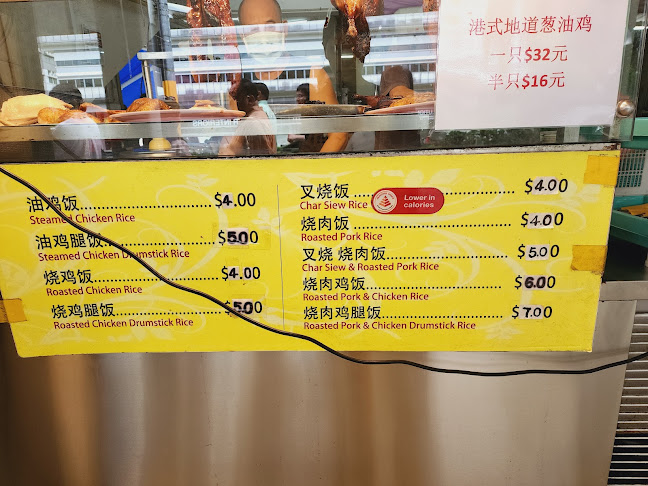 港式地道葱油鸡
一只$32元
半只$16元
油鸡饭 $4.00
Steamed Chicken Rice
油鸡腿饭 $5.00
Steamed Chicken Drumstick Rice
烧鸡饭 $4.00
Roasted Chicken Rice
烧鸡腿饭 $5.00
Roasted Chicken Drumstick Rice
叉烧饭 $4.00
Char Siew Rice
Lower in
calories
烧肉饭 $4.00
Roasted Pork Rice
叉烧 烧肉饭 $5.00
Char Siew & Roasted Pork Rice
烧肉鸡饭 $6.00
Roasted Pork & Chicken Rice
烧肉鸡腿饭 $7.00
Roasted Pork & Chicken Drumstick Rice